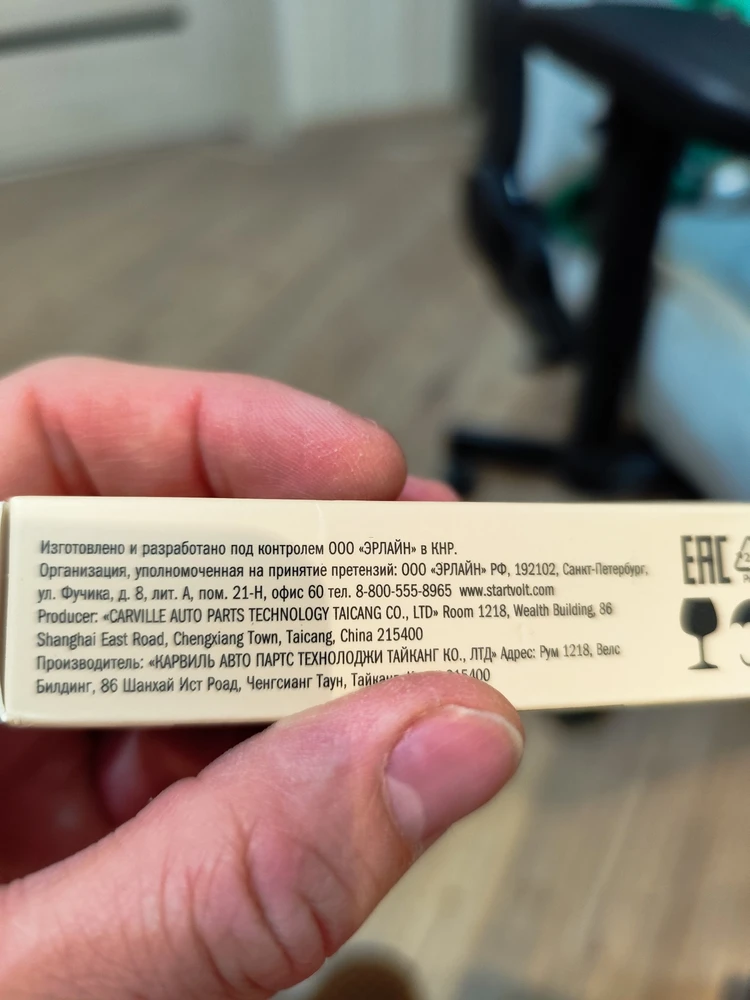 Изготовлено и разработано под контролем ООО «ЭРЛАЙН» в КНР.
Организация, уполномоченная на принятие претензий: ООО «ЭРЛАЙН» РФ, 192102, Санкт-Петербург,
ул. Фучика, д. 8, лит. А, пом. 21-Н, офис 60 тел. 8-800-555-8965 www.startvolt.com
Producer: «CARVILLE AUTO PARTS TECHNOLOGY TAICANG CO., LTD» Room 1218, Wealth Building, 86
Shanghai East Road, Chengxiang Town, Taicang, China 215400
Производитель: «КАРВИЛЬ АВТО ПАРТС ТЕХНОЛОДЖИ ТАЙКАНГ КО., ЛТД» Адрес: Рум 1218, Велс
Билдинг, 86 Шанхай Ист Роад, Ченгсианг Таун, 215400
EAC